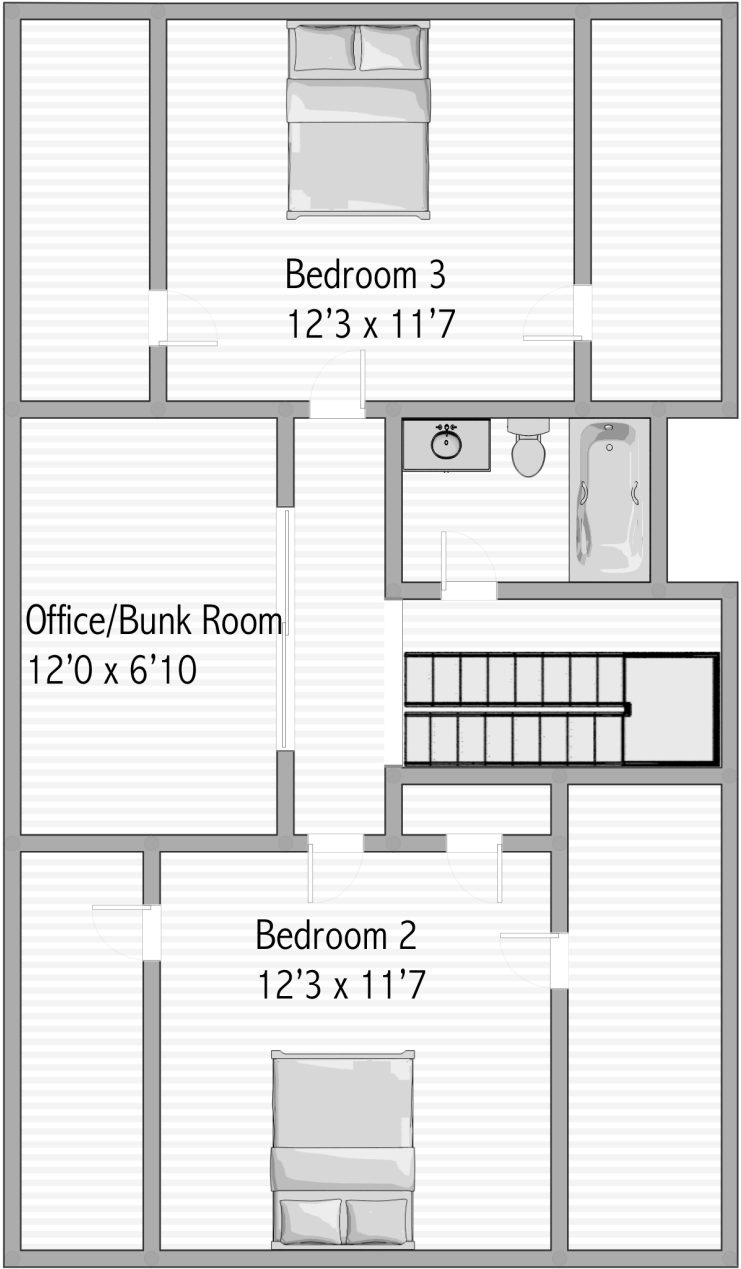 Bedroom 3
12’3 x 11’7
Office/Bunk Room
12’0 x 6’10
Bedroom 2
12’3 x 11’7